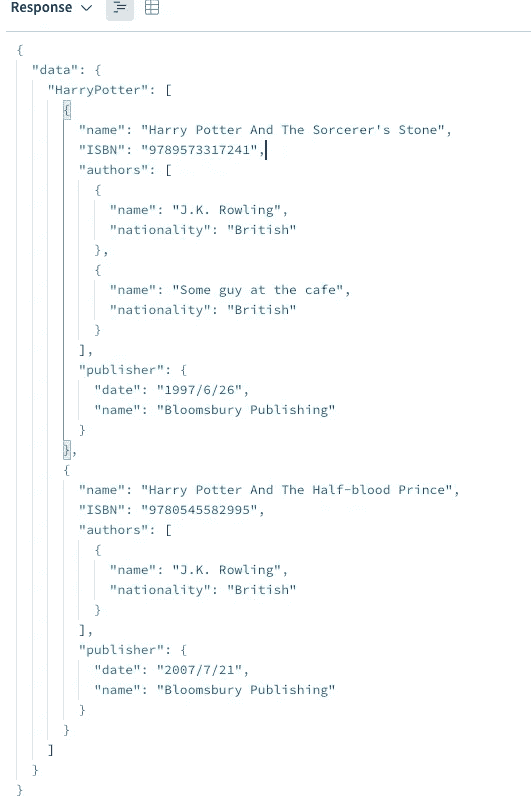 Response
{
"data": {
"HarryPotter": [
{
"name": "Harry Potter And The Sorcerer's Stone",
"ISBN": "9789573317241",
"authors": [
{
"name": "J.K. Rowling",
"nationality": "British"
},
{
"name": "Some guy at the cafe",
"nationality": "British"
}
],
"publisher": {
"date": "1997/6/26",
"name": "Bloomsbury Publishing"
}
},
{
"name": "Harry Potter And The Half-blood Prince",
"ISBN": "9780545582995",
"authors": [
{
"name": "J.K. Rowling",
"nationality": "British"
}
],
"publisher": {
"date": "2007/7/21",
"name": "Bloomsbury Publishing"
}
}
]
}
}